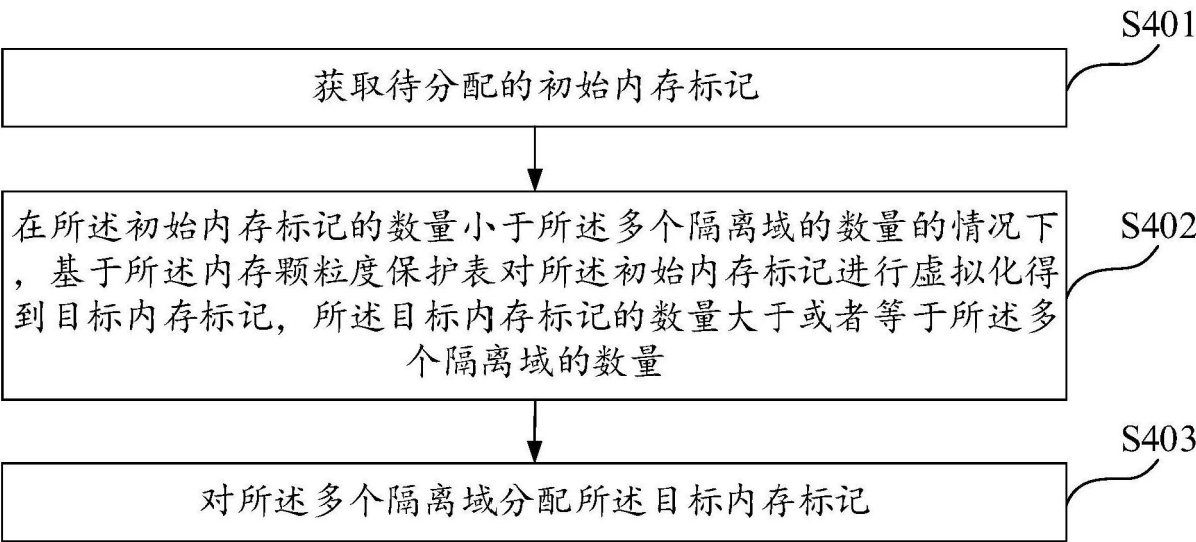 S401
获取待分配的初始内存标记
在所述初始内存标记的数量小于所述多个隔离域的数量的情况下
，基于所述内存颗粒度保护表对所述初始内存标记进行虚拟化得
到目标内存标记，所述目标内存标记的数量大于或者等于所述多
个隔离域的数量
S402
对所述多个隔离域分配所述目标内存标记
S403